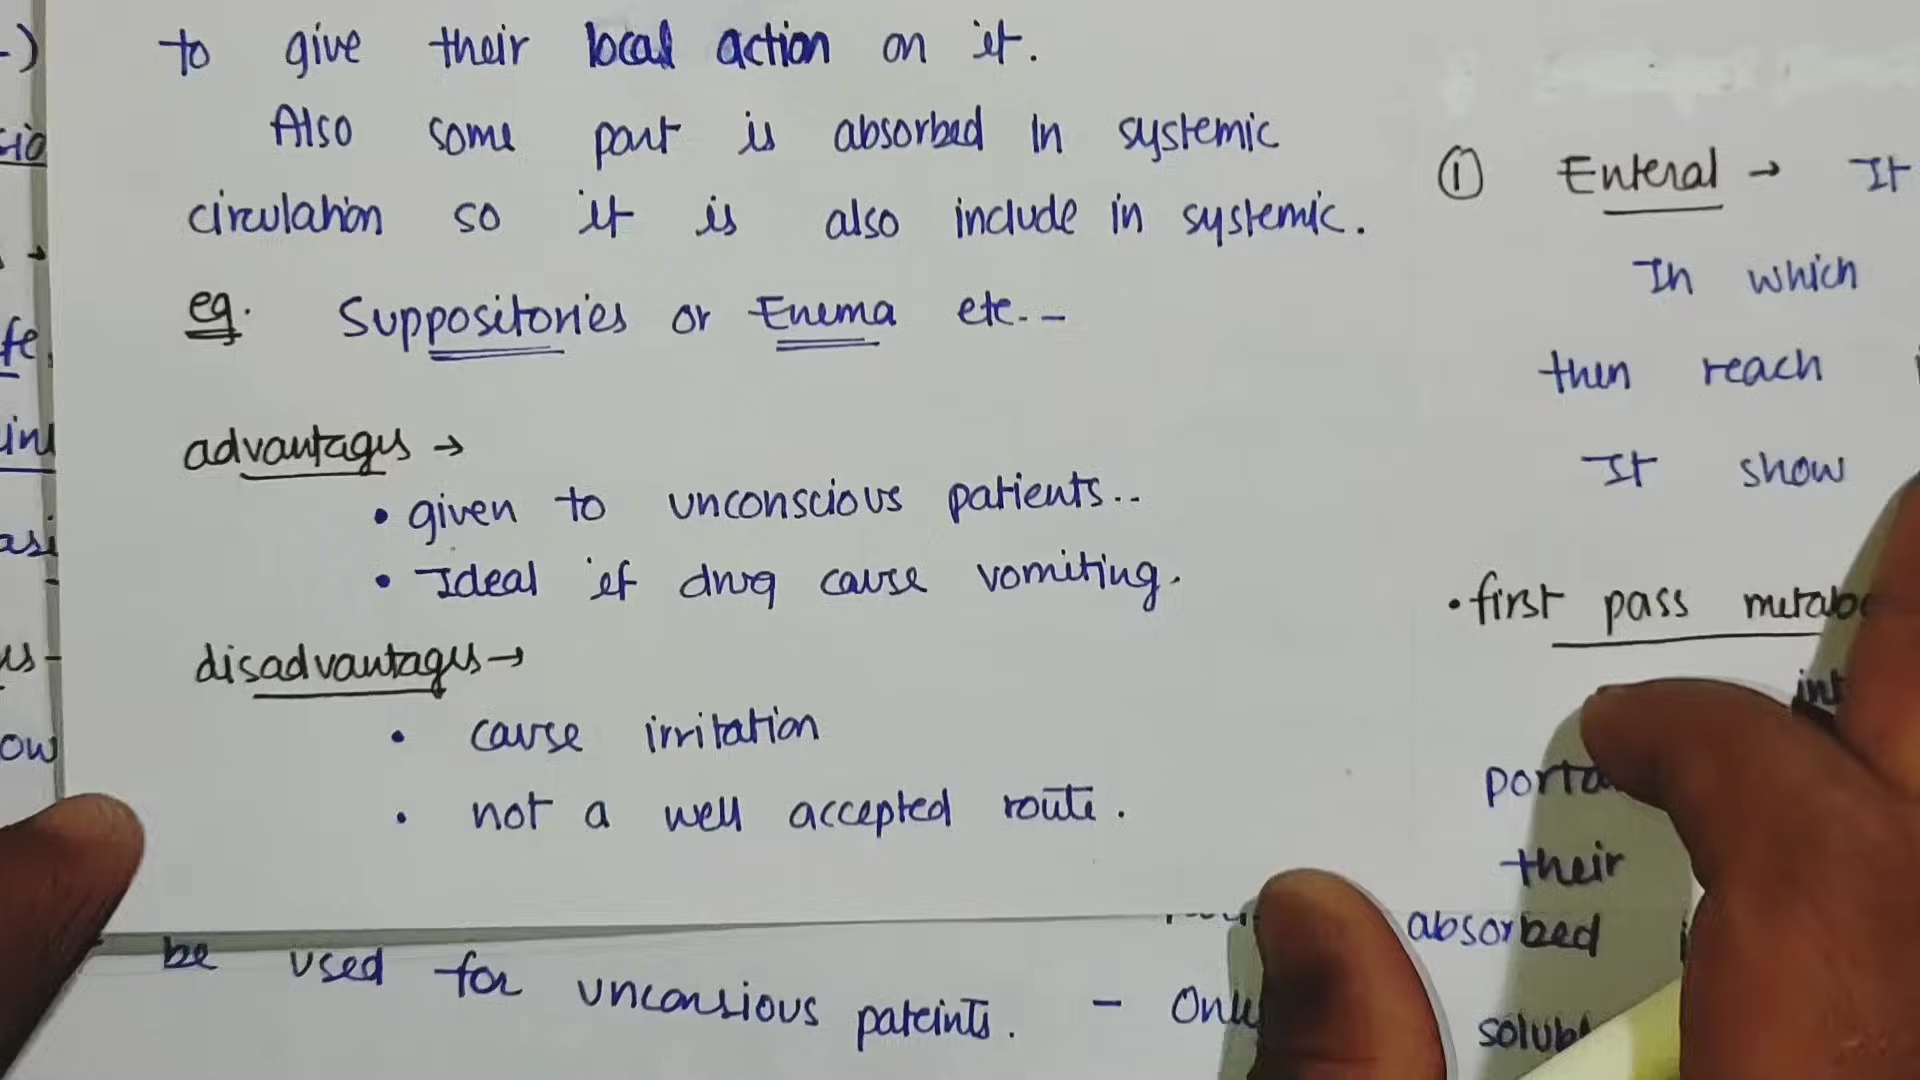 to give their local action on it.
Also some part is absorbed in systemic
circulation so it is also include in systemic.
eg. Suppositories or Enema etc..
advantages →
• given to unconscious patients..
• Ideal if drug cause vomiting.
disadvantages →
• cause irritation
• not a well accepted route.
be used for unconsious pateints. -
① Enteral → It
In which
then reach
It show
• first pass
int
their
absorbed